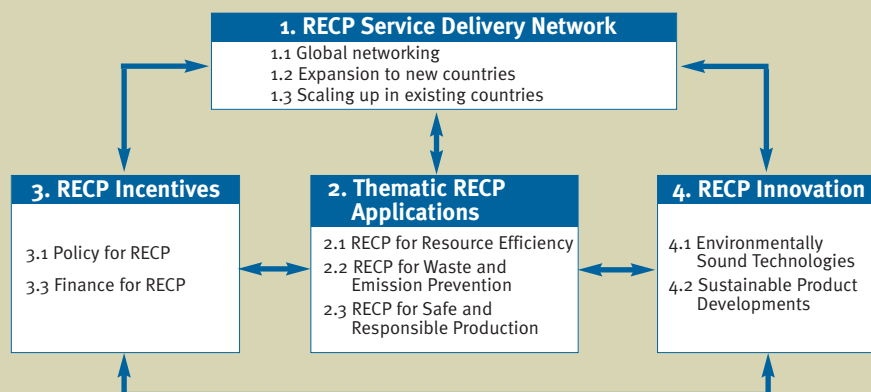 1. RECP Service Delivery Network
1.1 Global networking
1.2 Expansion to new countries
1.3 Scaling up in existing countries
3. RECP Incentives
3.1 Policy for RECP
3.3 Finance for RECP
2. Thematic RECP
Applications
2.1 RECP for Resource Efficiency
2.2 RECP for Waste and
Emission Prevention
2.3 RECP for Safe and
Responsible Production
4. RECP Innovation
4.1 Environmentally
Sound Technologies
4.2 Sustainable Product
Developments